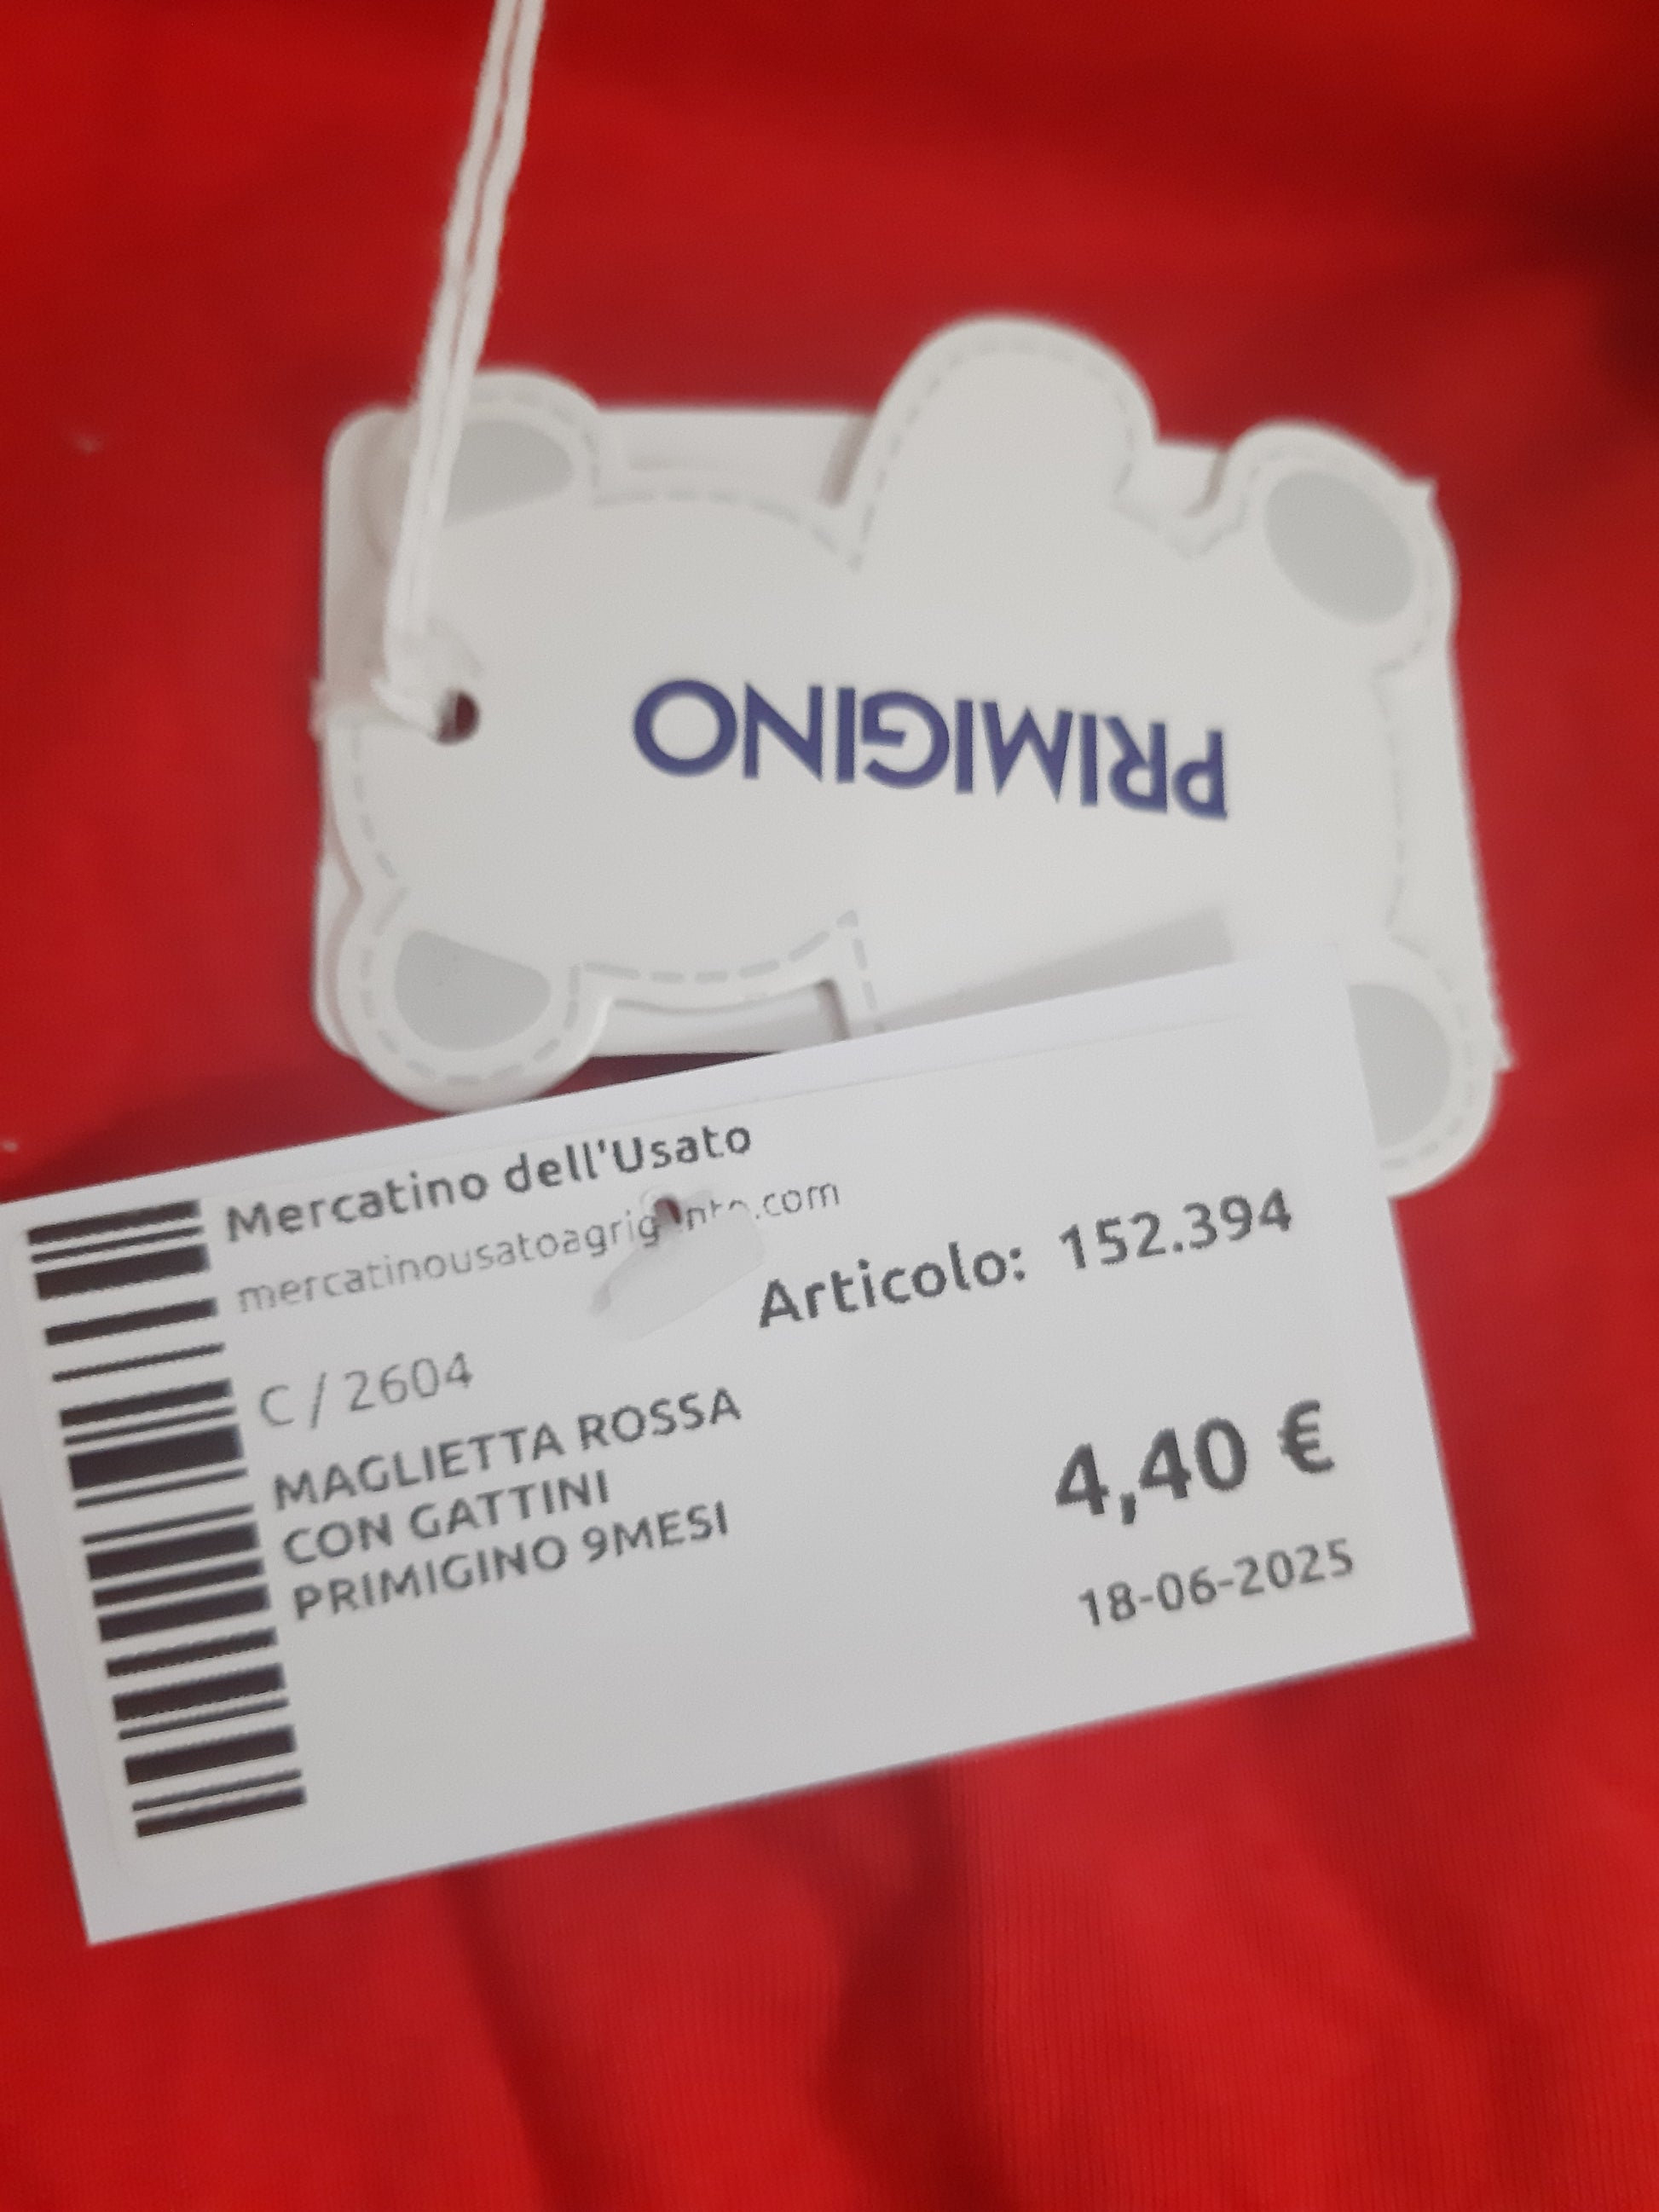 PRIMIGINO
Mercatino dell'Usato
.com
Articolo: 152.394
C / 2604
MAGLIETTA ROSSA
CON GATTINI
PRIMIGINO 9MESI
4,40 €
18-06-2025